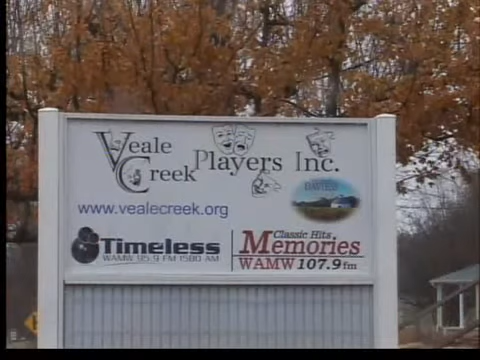 Veale Creek Players Inc.
DAVIESS
www.vealecreek.org
Timeless
WAMW 95.9 FM 1580 AM
Classic Hits
Memories
WAMW 107.9 fm